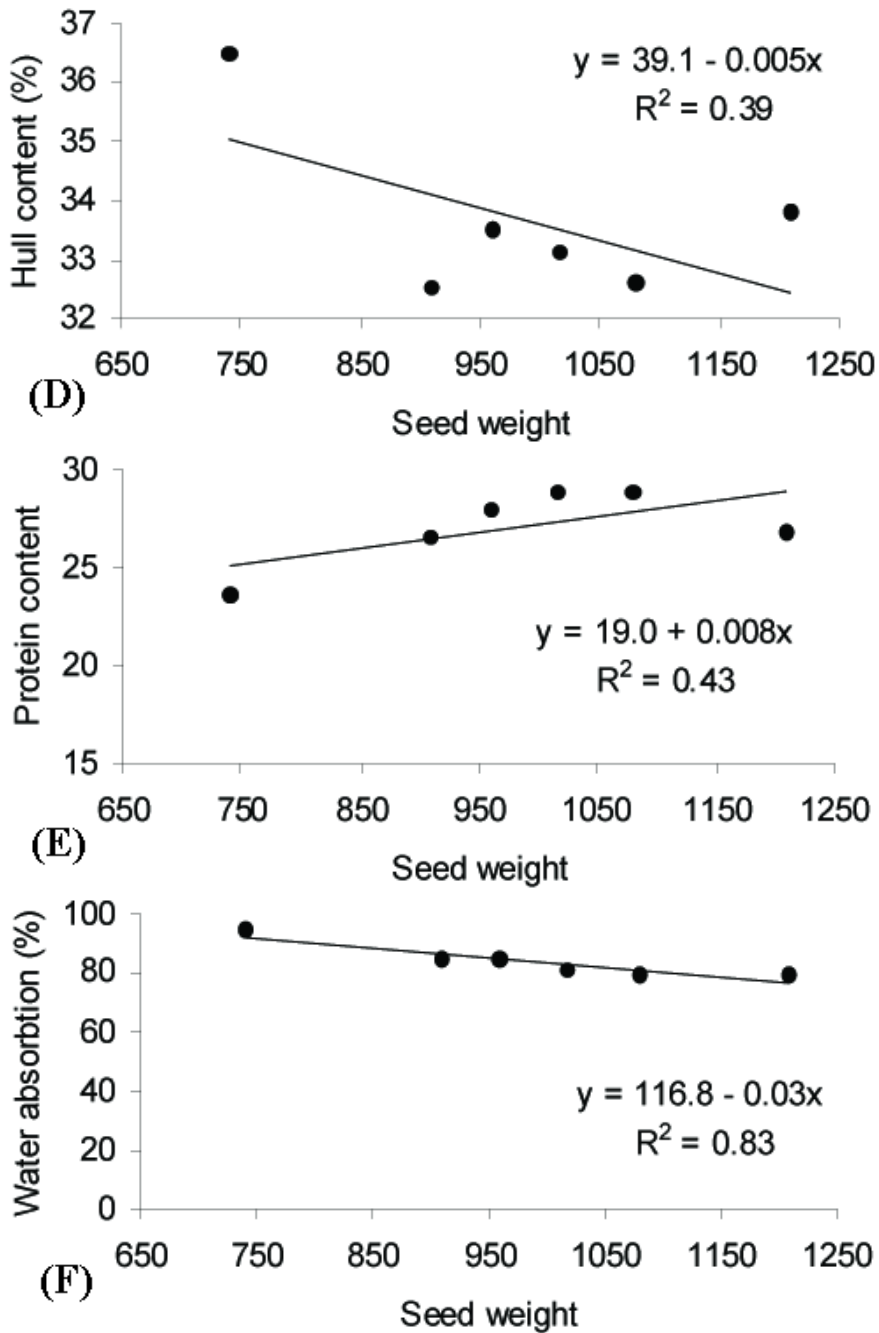 37
36
35
34
33
32
Hull content (%)
y = 39.1 - 0.005x
R² = 0.39
650 750 850 950 1050 1150 1250
(D)
Seed weight
30
25
20
15
Protein content
y = 19.0 + 0.008x
R² = 0.43
650 750 850 950 1050 1150 1250
(E)
Seed weight
100
80
60
40
20
0
Water absorbtion (%)
y = 116.8 - 0.03x
R² = 0.83
650 750 850 950 1050 1150 1250
(F)
Seed weight